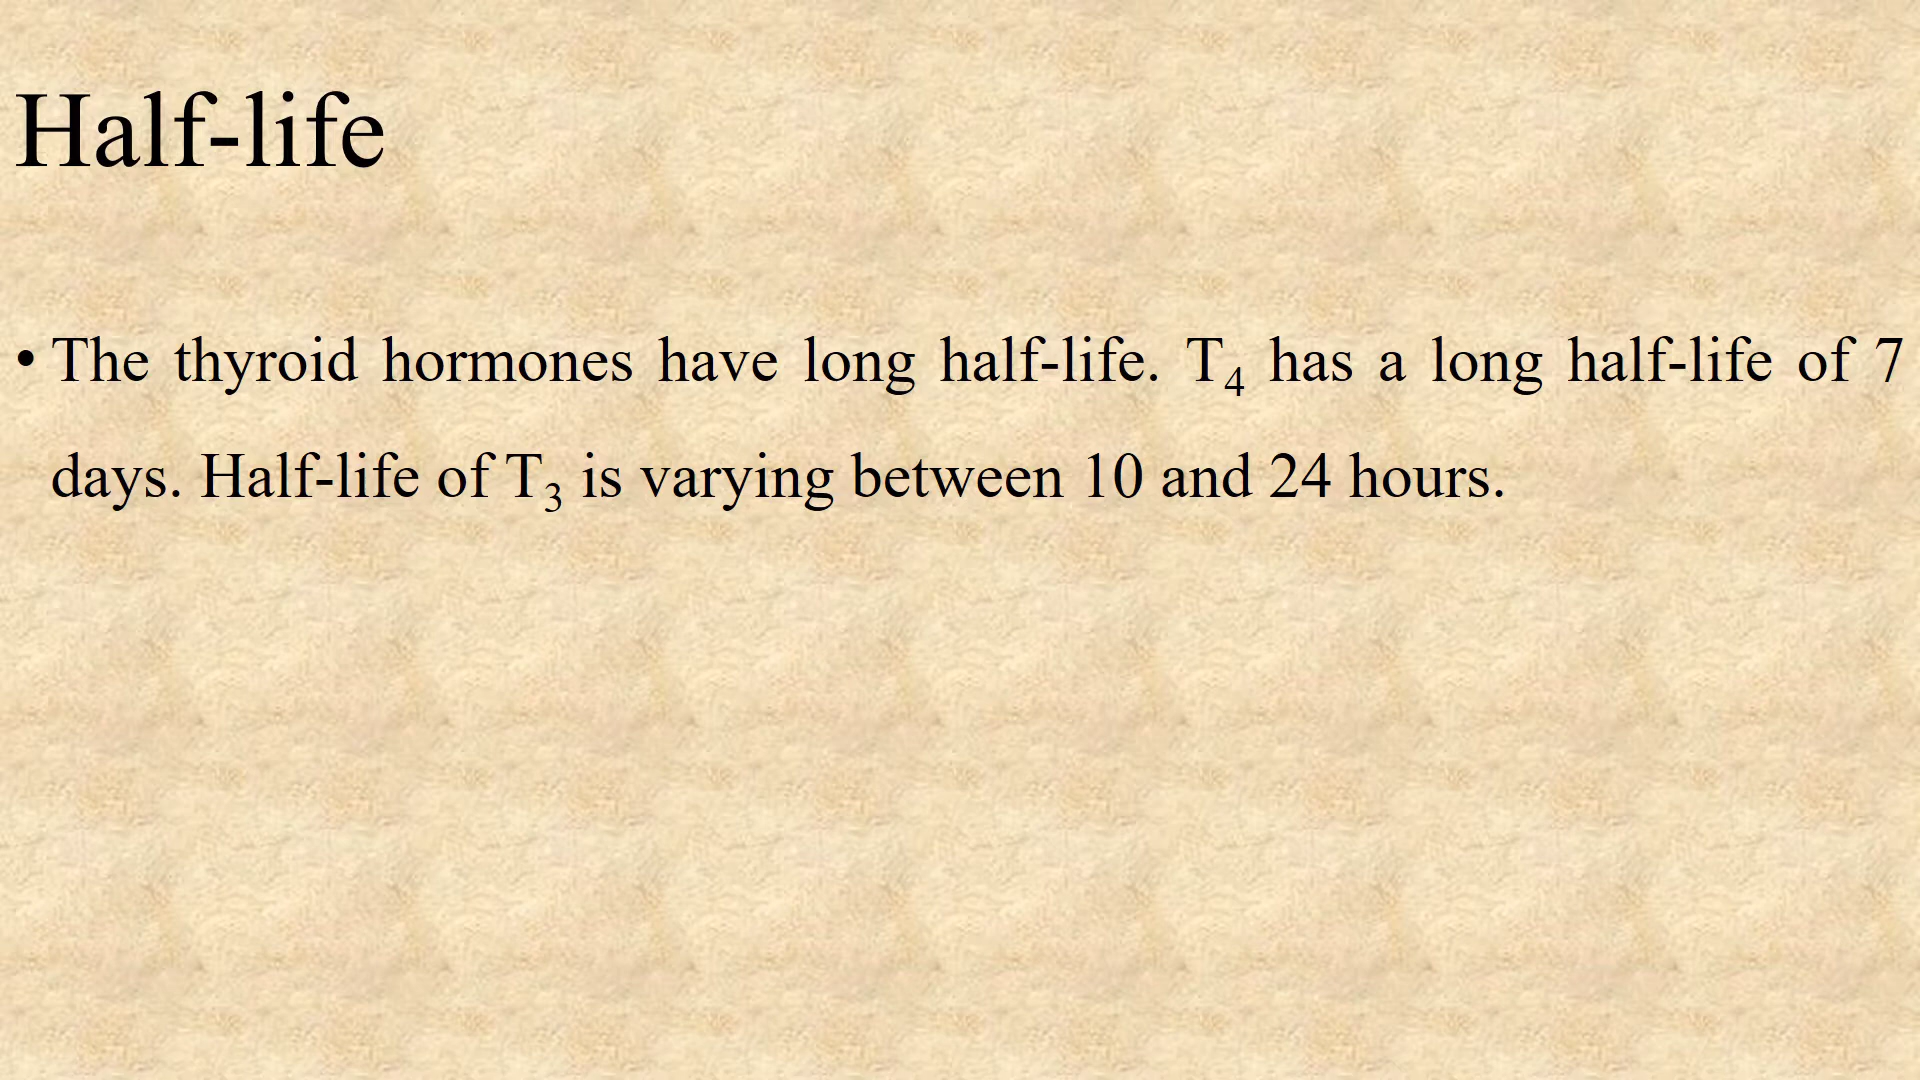 Half-life
• The thyroid hormones have long half-life. T₄ has a long half-life of 7
days. Half-life of T₃ is varying between 10 and 24 hours.